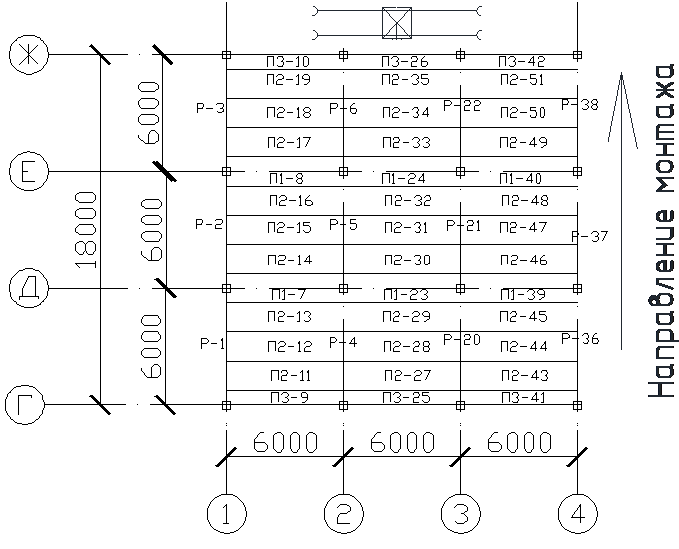 Ж
П3-10 П3-26 П3-42
П2-19 П2-35 П2-51
Р-3 П2-18 Р-6 П2-34 Р-22 П2-50 Р-38
6000
П2-17 П2-33 П2-49
Е
П1-8 П1-24 П1-40
П2-16 П2-32 П2-48
Р-2 П2-15 Р-5 П2-31 Р-21 П2-47 Р-37
18000 6000
П2-14 П2-30 П2-46
Д
П1-7 П1-23 П1-39
П2-13 П2-29 П2-45
Р-1 П2-12 Р-4 П2-28 Р-20 П2-44 Р-36
6000
П2-11 П2-27 П2-43
Г
П3-9 П3-25 П3-41
6000 6000 6000
1 2 3 4
Направление монтажа